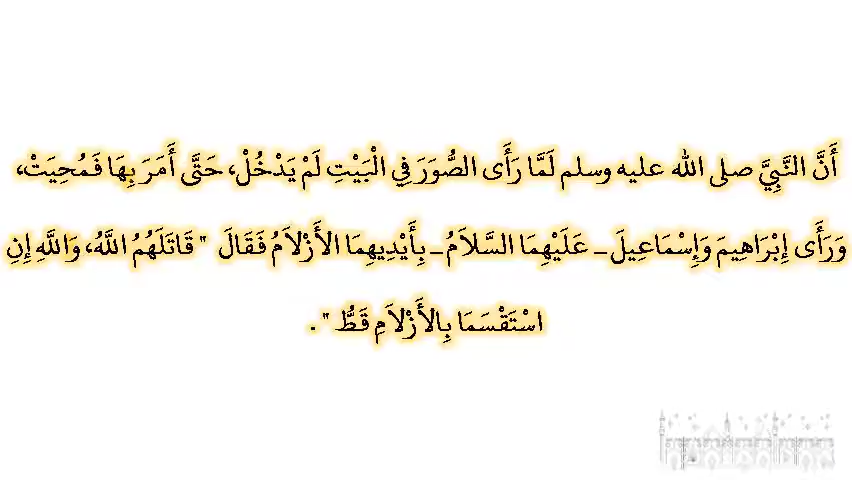 أَنَّ النَّبِيَّ صلى الله عليه وسلم لَمَّا رَأَى الصُّوَرَ فِي الْبَيْتِ لَمْ يَدْخُلْ، حَتَّى أَمَرَ بِهَا فَمُحِيَتْ،
وَرَأَى إِبْرَاهِيمَ وَإِسْمَاعِيلَ ـ عَلَيْهِمَا السَّلاَمُ ـ بِأَيْدِيهِمَا الأَزْلاَمُ فَقَالَ " قَاتَلَهُمُ اللَّهُ، وَاللَّهِ إِنِ
اسْتَقْسَمَا بِالأَزْلاَمِ قَطُّ ".